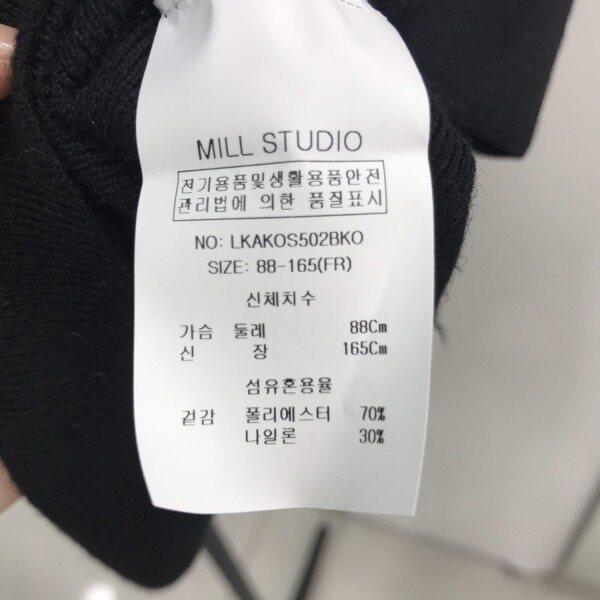 MILL STUDIO
전기용품및생활용품안전
관리법에 의한 품질표시
NO: LKAKOS502BKO
SIZE: 88-165(FR)
신체치수
가슴 둘레 88Cm
신 장 165Cm
섬유혼용율
겉감 폴리에스터 70%
나일론 30%